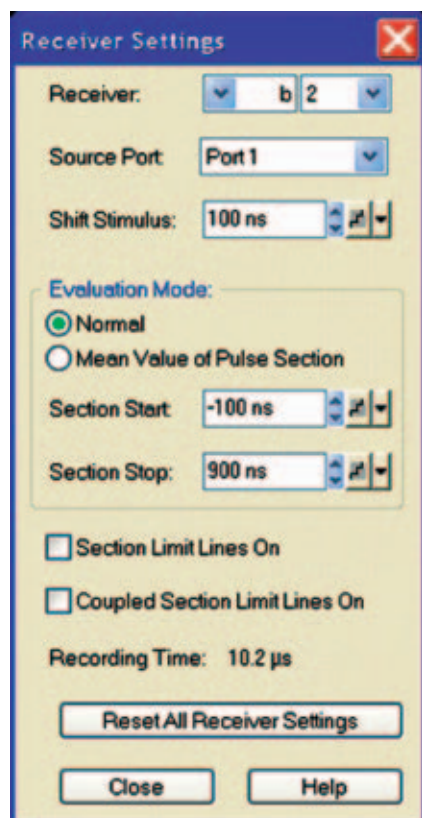 Receiver Settings
Receiver: b 2
Source Port: Port 1
Shift Stimulus: 100 ns
Evaluation Mode:
Normal
Mean Value of Pulse Section
Section Start: -100 ns
Section Stop: 900 ns
Section Limit Lines On
Coupled Section Limit Lines On
Recording Time: 10.2 µs
Reset All Receiver Settings
Close Help